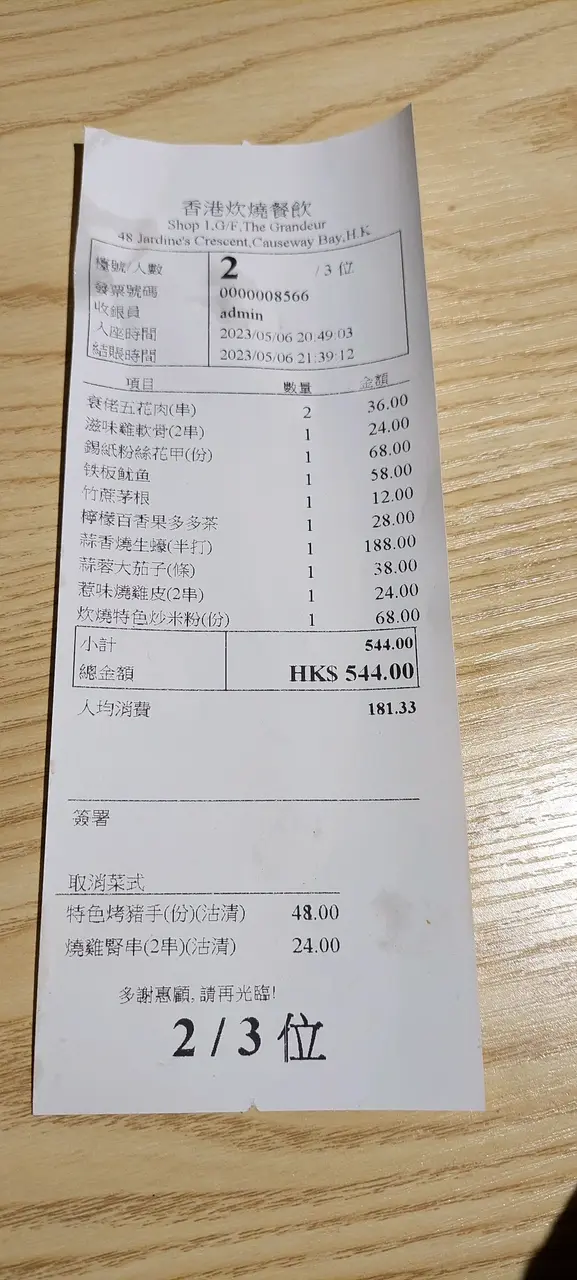 香港炊燒餐飲
Shop 1,G/F,The Grandeur
48 Jardine's Crescent,Causeway Bay,H.K
檯號/人數 2 /3 位
發票號碼 0000008566
收銀員 admin
入座時間 2023/05/06 20:49:03
結賬時間 2023/05/06 21:39:12
項目 數量 金額
袁佬五花肉(串) 2 36.00
滋味雞軟骨(2串) 1 24.00
錫紙粉絲花甲(份) 1 68.00
铁板魷鱼 1 58.00
竹蔗茅根 1 12.00
檸檬百香果多多茶 1 28.00
蒜香燒生蠔(半打) 1 188.00
蒜蓉大茄子(條) 1 38.00
惹味燒雞皮(2串) 1 24.00
炊燒特色炒米粉(份) 1 68.00
小計 544.00
總金額 HK$ 544.00
人均消費 181.33
簽署
取消菜式
特色烤豬手(份)(沽清) 48.00
燒雞腎串(2串)(沽清) 24.00
多謝惠顧, 請再光臨!
2 / 3 位